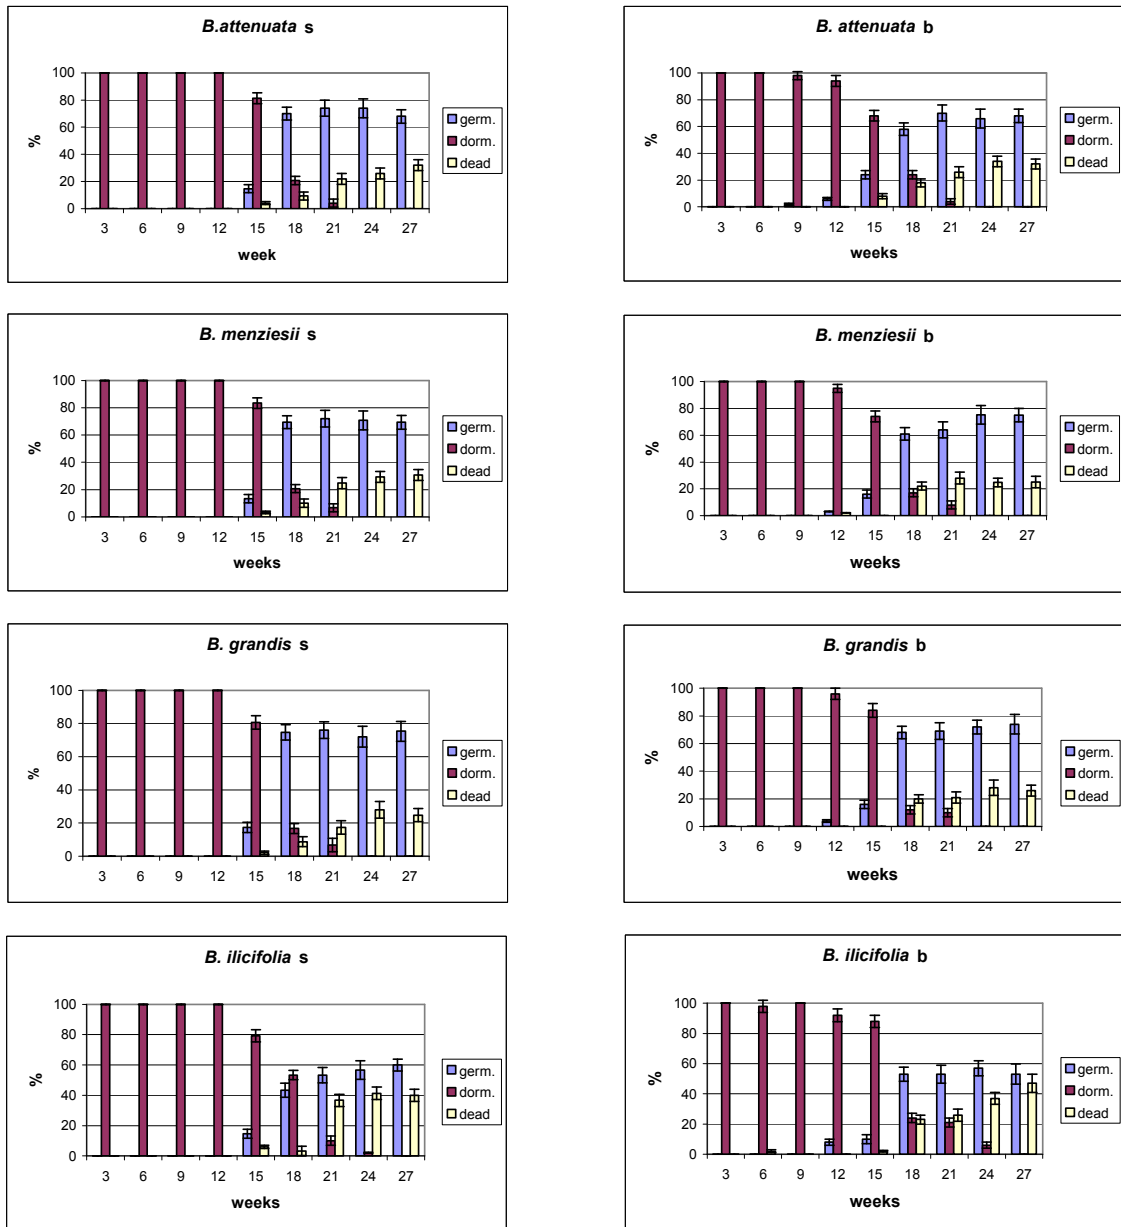 B.attenuata s
100
80
60
40
20
0
%
3 6 9 12 15 18 21 24 27
week
germ.
dorm.
dead
B. attenuata b
100
80
60
40
20
0
%
3 6 9 12 15 18 21 24 27
weeks
germ.
dorm.
dead
B. menziesii s
100
80
60
40
20
0
%
3 6 9 12 15 18 21 24 27
weeks
germ.
dorm.
dead
B. menziesii b
100
80
60
40
20
0
%
3 6 9 12 15 18 21 24 27
weeks
germ.
dorm.
dead
B. grandis s
100
80
60
40
20
0
%
3 6 9 12 15 18 21 24 27
weeks
germ.
dorm.
dead
B. grandis b
100
80
60
40
20
0
%
3 6 9 12 15 18 21 24 27
weeks
germ.
dorm.
dead
B. ilicifolia s
100
80
60
40
20
0
%
3 6 9 12 15 18 21 24 27
weeks
germ.
dorm.
dead
B. ilicifolia b
100
80
60
40
20
0
%
3 6 9 12 15 18 21 24 27
weeks
germ.
dorm.
dead